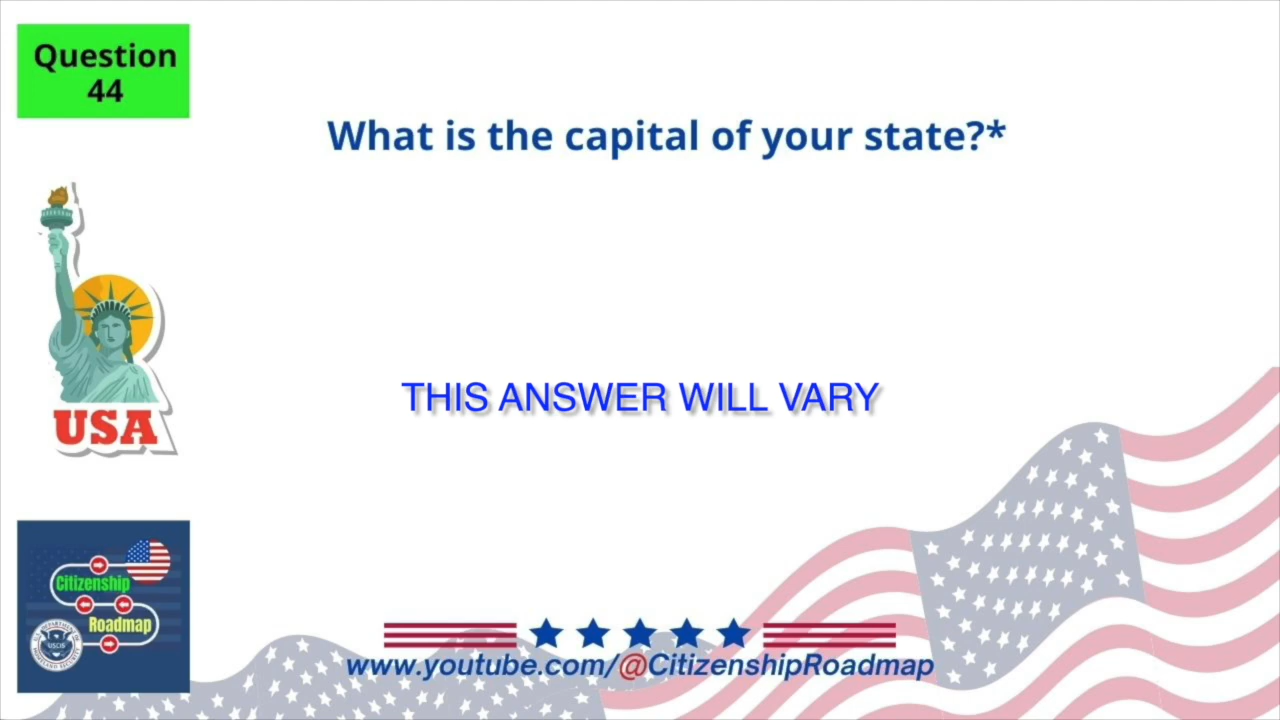 Question
44
What is the capital of your state?*
USA
THIS ANSWER WILL VARY
Citizenship
Roadmap
USCIS
www.youtube.com/@CitizenshipRoadmap